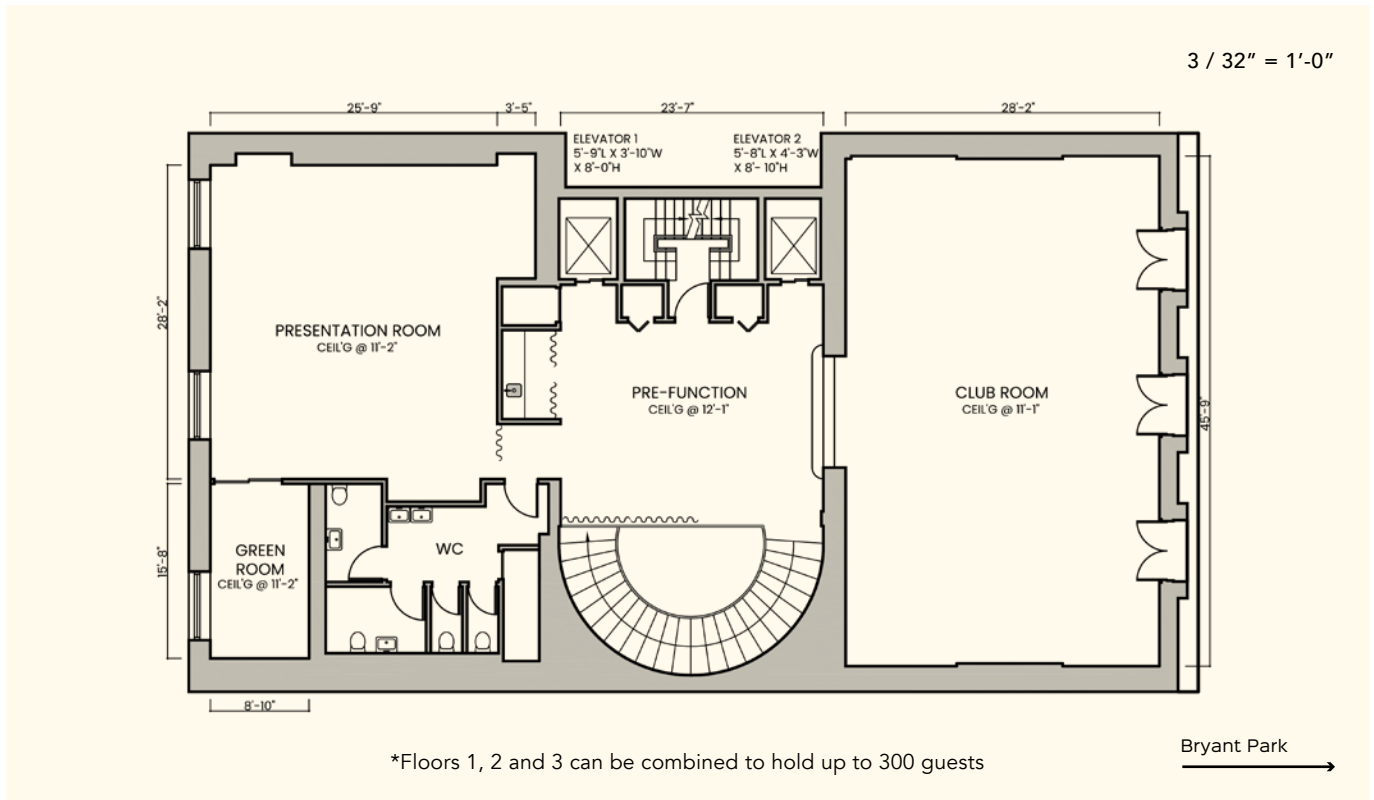 3 / 32” = 1’-0”
25'-9"
3'-5"
23'-7"
28'-2"
ELEVATOR 1
5'-9"L X 3'-10"W
X 8'-0"H
ELEVATOR 2
5'-8"L X 4'-3"W
X 8'- 10"H
28'-2"
PRESENTATION ROOM
CEIL'G @ 11'-2"
PRE-FUNCTION
CEIL'G @ 12'-1"
CLUB ROOM
CEIL'G @ 11'-1"
45'-9"
15'-8"
GREEN
ROOM
CEIL'G @ 11'-2"
WC
8'-10"
*Floors 1, 2 and 3 can be combined to hold up to 300 guests
Bryant Park